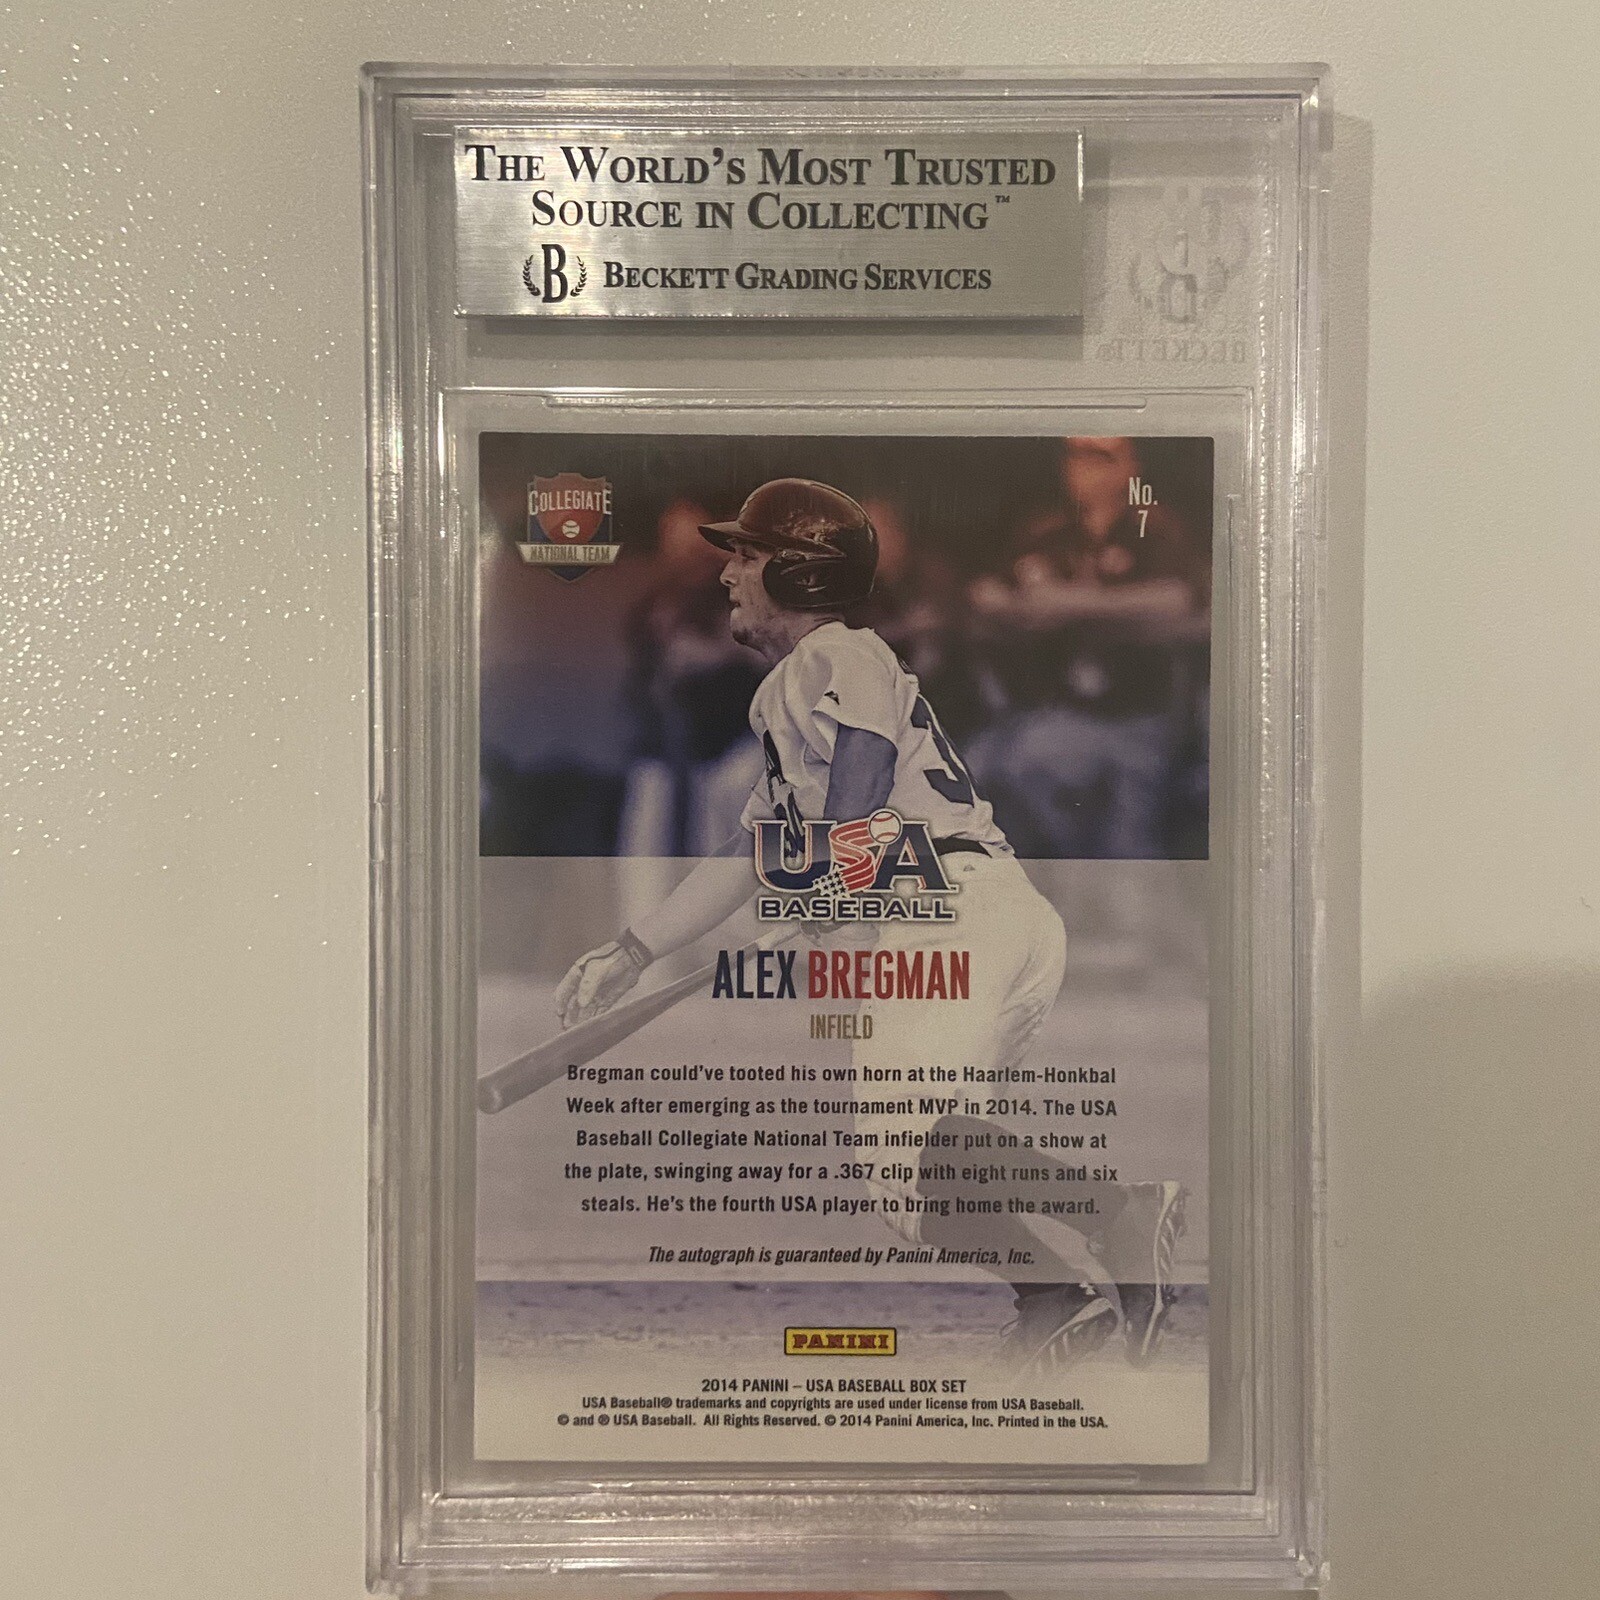 THE WORLD'S MOST TRUSTED
SOURCE IN COLLECTING™
B BECKETT GRADING SERVICES
BECKETT®
COLLEGIATE
NATIONAL TEAM
No.
7
USA
BASEBALL
ALEX BREGMAN
INFIELD
Bregman could've tooted his own horn at the Haarlem-Honkbal
Week after emerging as the tournament MVP in 2014. The USA
Baseball Collegiate National Team infielder put on a show at
the plate, swinging away for a .367 clip with eight runs and six
steals. He's the fourth USA player to bring home the award.
The autograph is guaranteed by Panini America, Inc.
PANINI
2014 PANINI – USA BASEBALL BOX SET
USA Baseball® trademarks and copyrights are used under license from USA Baseball.
© and ® USA Baseball. All Rights Reserved. © 2014 Panini America, Inc. Printed in the USA.